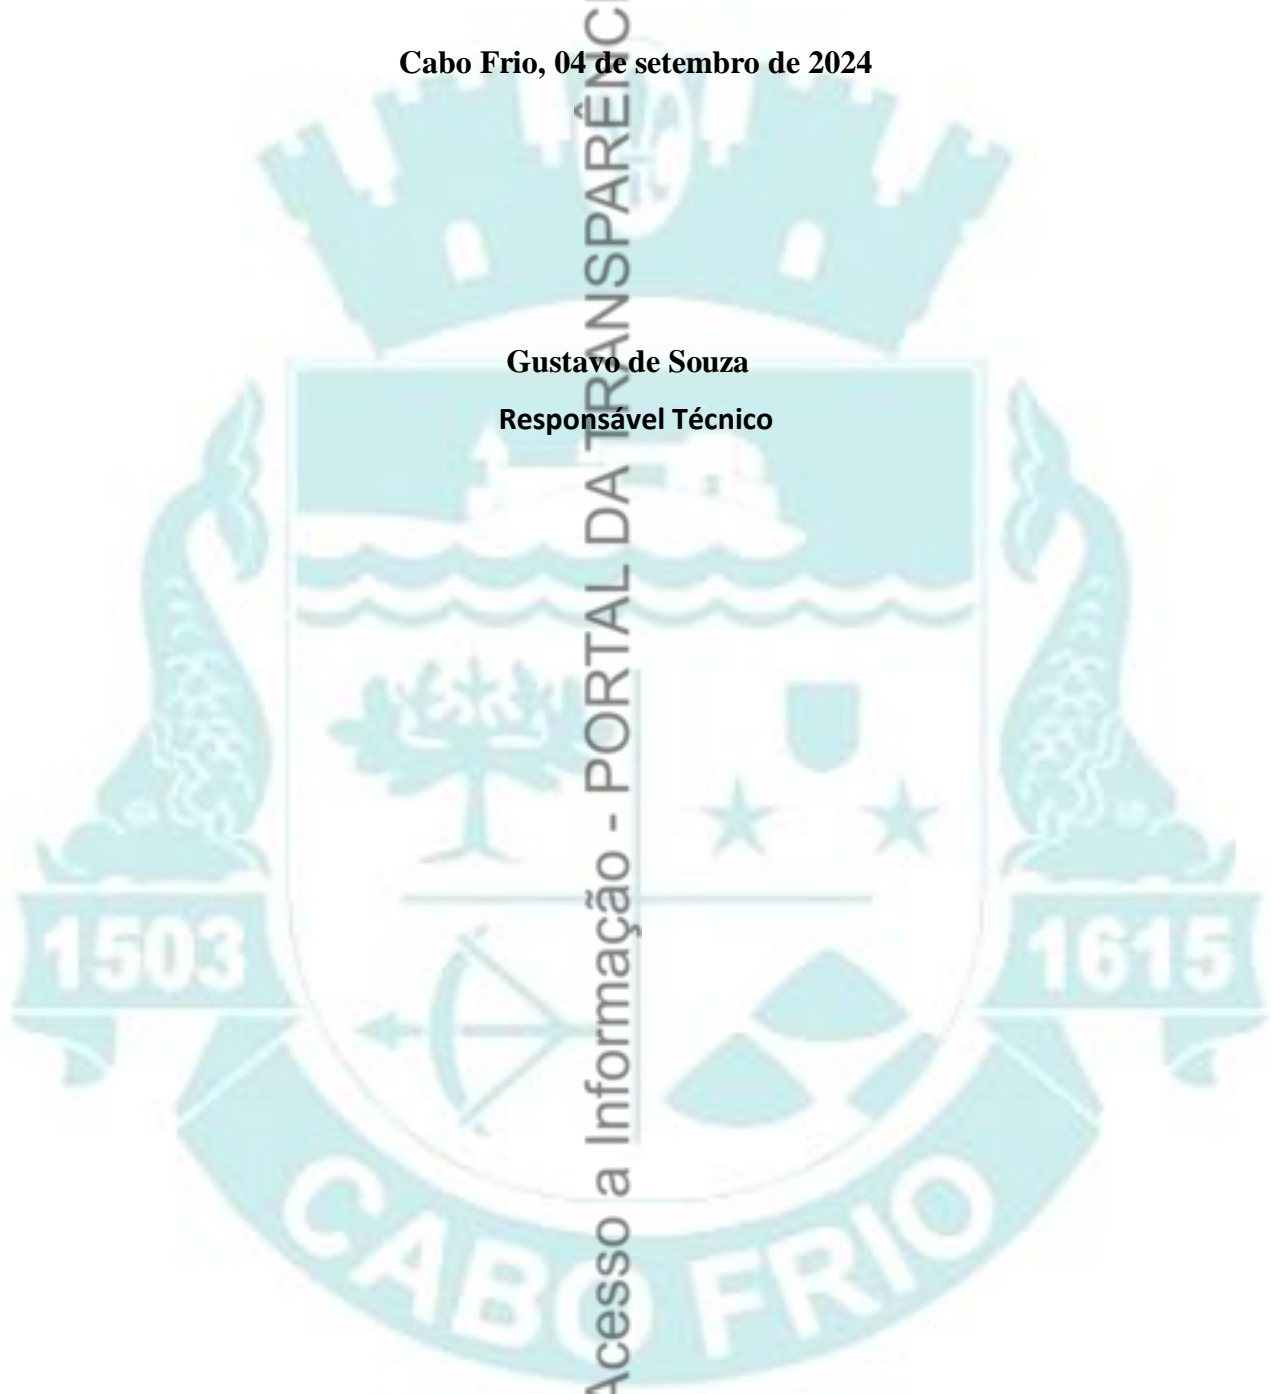 Cabo Frio, 04 de setembro de 2024
Gustavo de Souza
Responsável Técnico
Acesso a Informação - PORTAL DA TRANSPARÊNC
1503
1615
CABO FRIO